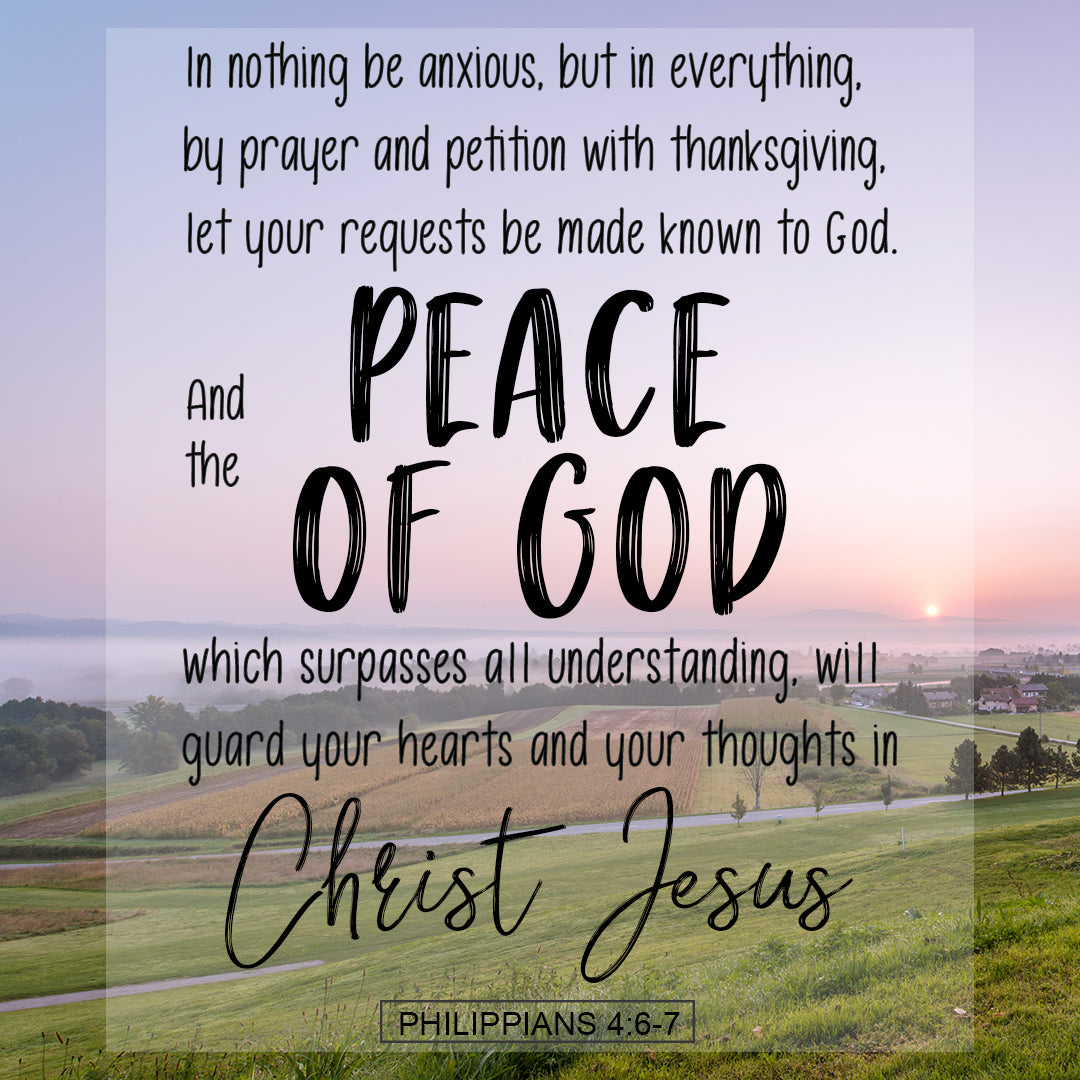 In nothing be anxious, but in everything,
by prayer and petition with thanksgiving,
let your requests be made known to God.
And the
PEACE
OF GOD
which surpasses all understanding, will
guard your hearts and your thoughts in
Christ Jesus
PHILIPPIANS 4:6-7